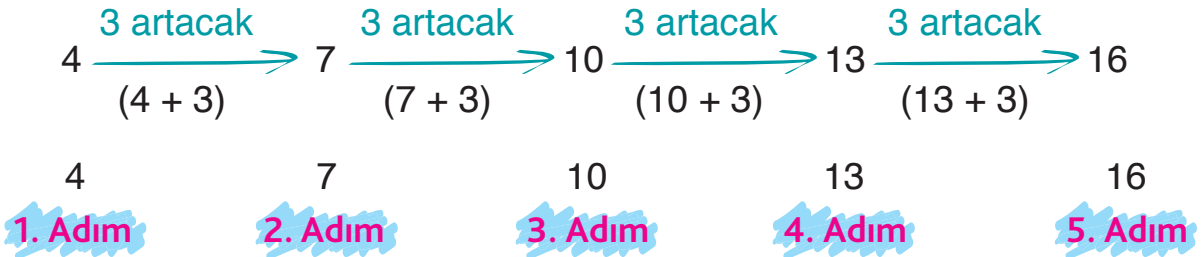 3 artacak 3 artacak 3 artacak 3 artacak
4 7 10 13 16
(4 + 3) (7 + 3) (10 + 3) (13 + 3)
4 7 10 13 16
1. Adım 2. Adım 3. Adım 4. Adım 5. Adım